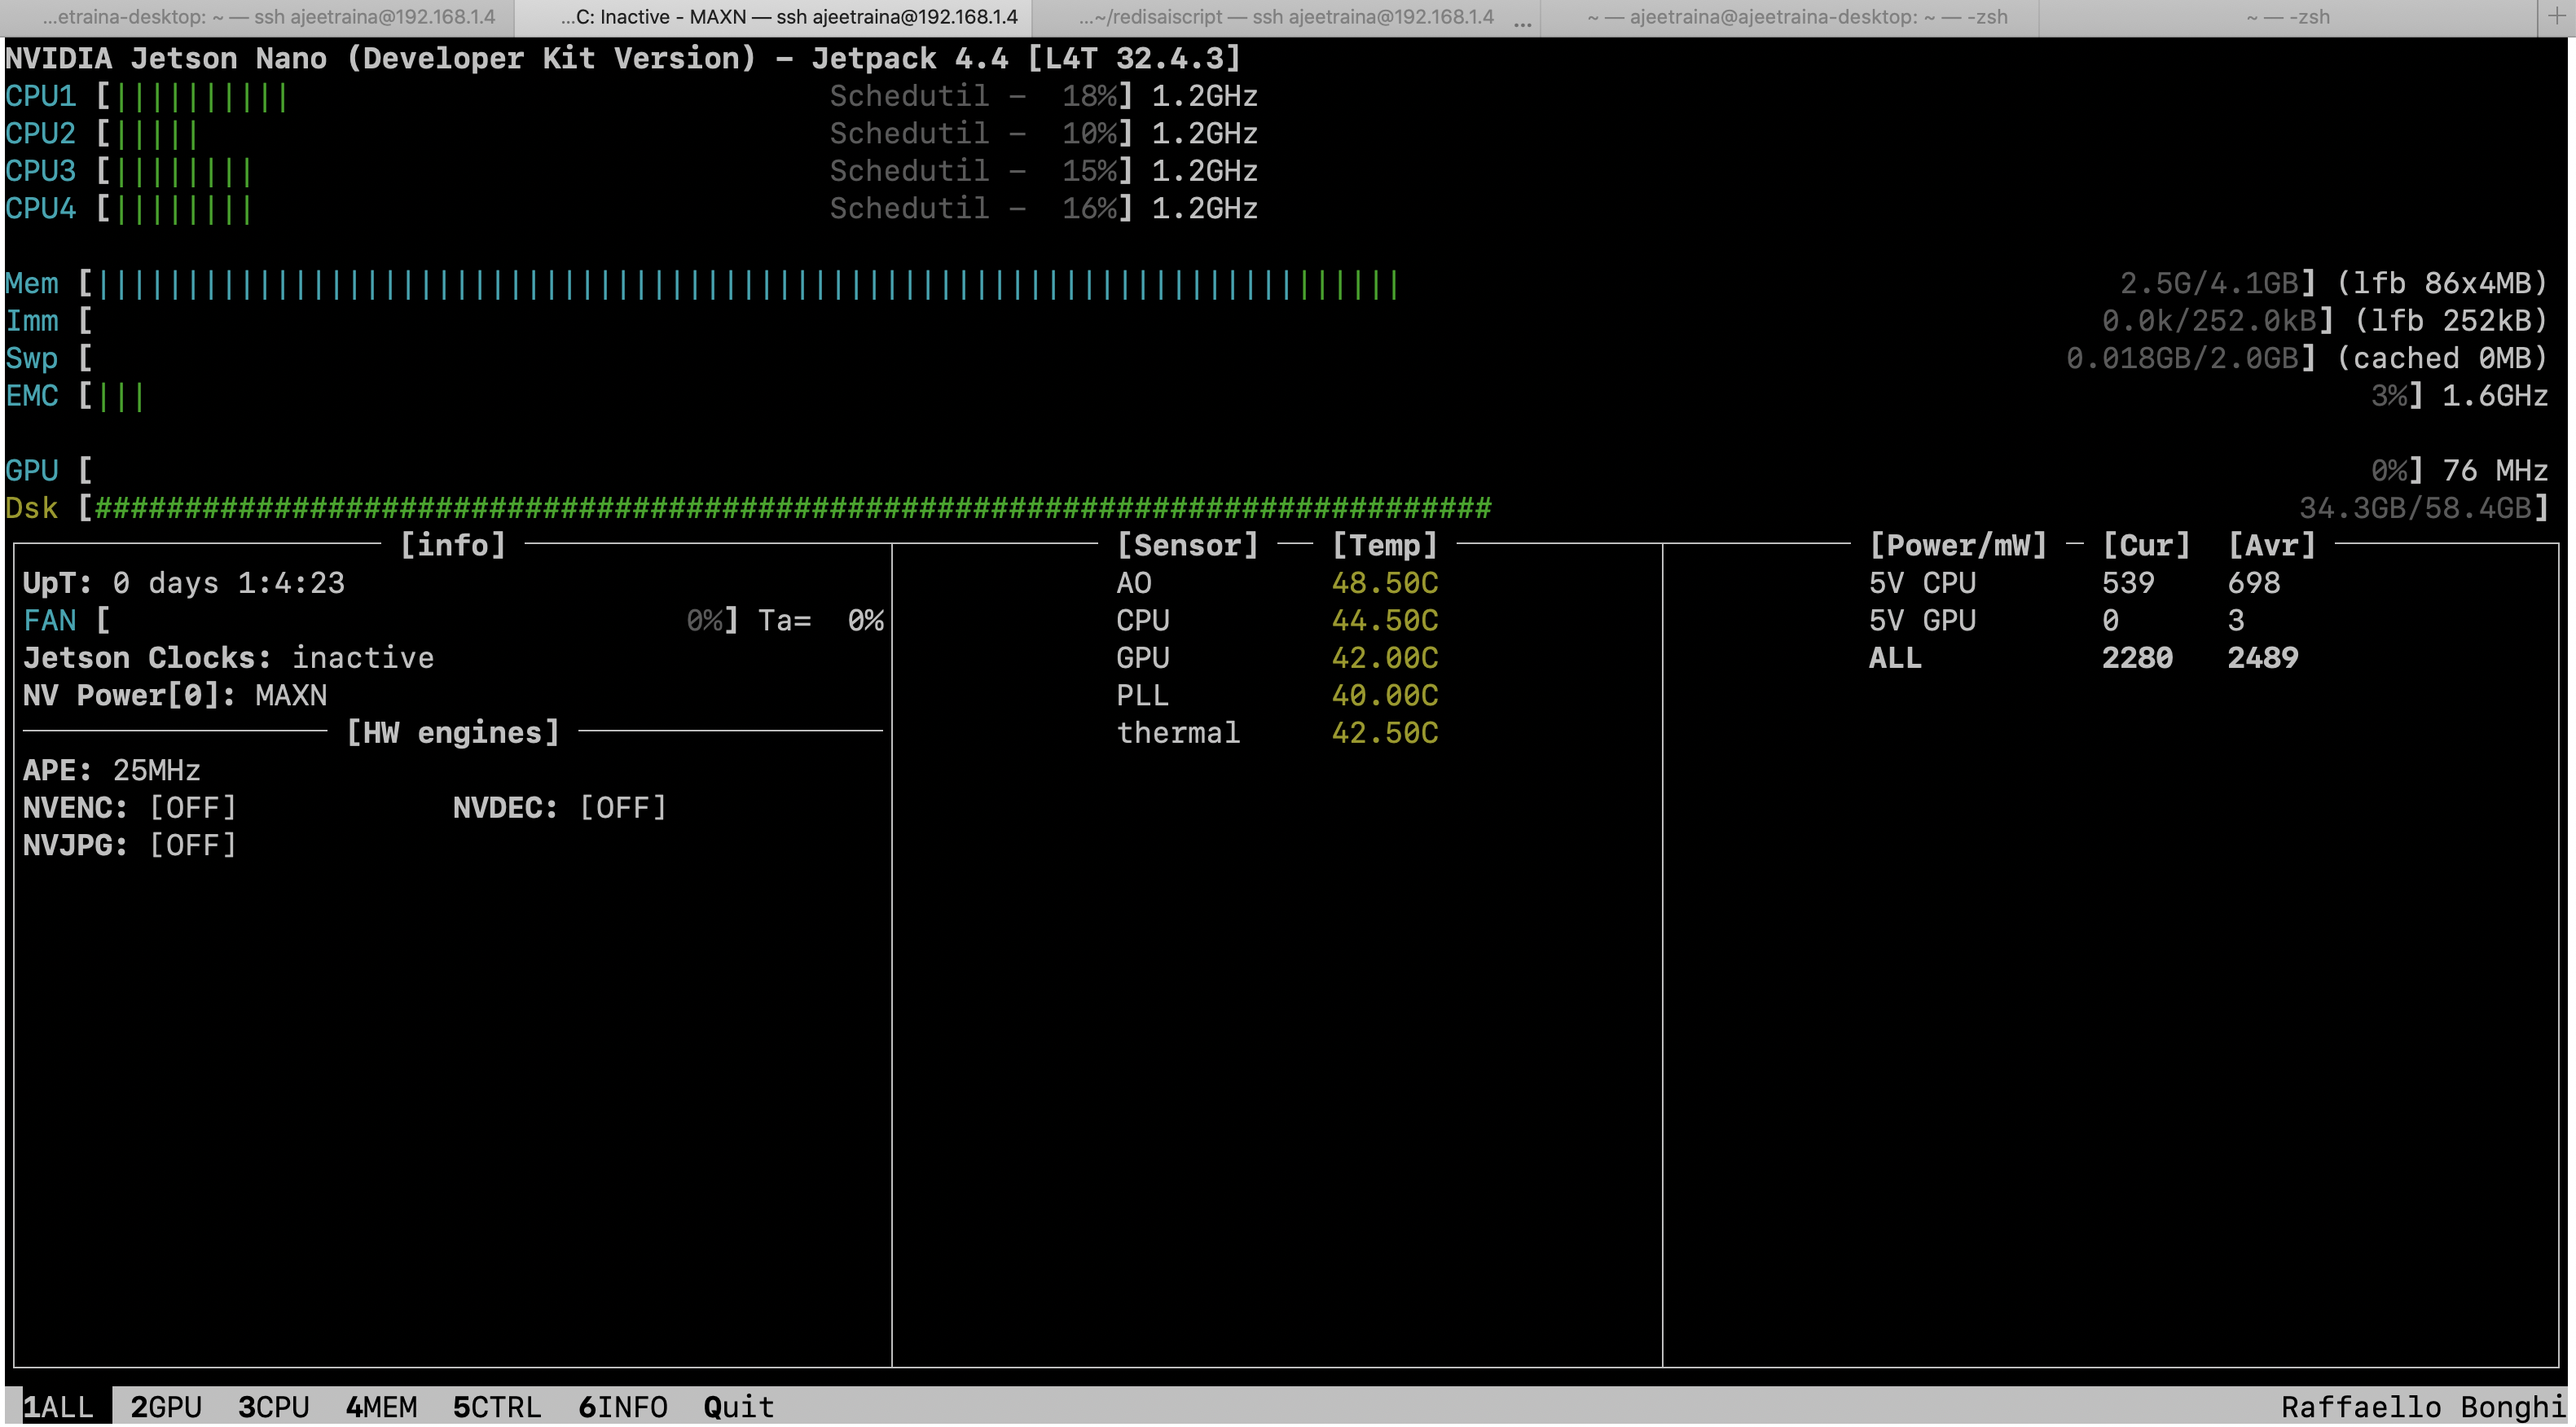 ...etraina-desktop: ~ — ssh ajeetraina@192.168.1.4 ...C: Inactive - MAXN — ssh ajeetraina@192.168.1.4 ...~/redisaiscript — ssh ajeetraina@192.168.1.4 ... ~ — ajeetraina@ajeetraina-desktop: ~ — -zsh ~ — -zsh +
NVIDIA Jetson Nano (Developer Kit Version) - Jetpack 4.4 [L4T 32.4.3]
CPU1 [|||||||||| Schedutil - 18%] 1.2GHz
CPU2 [||||| Schedutil - 10%] 1.2GHz
CPU3 [|||||||| Schedutil - 15%] 1.2GHz
CPU4 [|||||||| Schedutil - 16%] 1.2GHz
Mem [||||||||||||||||||||||||||||||||||||||||||||||||||||||||||||||||||||||||| 2.5G/4.1GB] (lfb 86x4MB)
Imm [ 0.0k/252.0kB] (lfb 252kB)
Swp [ 0.018GB/2.0GB] (cached 0MB)
EMC [||| 3%] 1.6GHz
GPU [ 0%] 76 MHz
Dsk [############################################################################## 34.3GB/58.4GB]
[info] [Sensor] [Temp] [Power/mW] [Cur] [Avr]
UpT: 0 days 1:4:23 AO 48.50C 5V CPU 539 698
FAN [ 0%] Ta= 0% CPU 44.50C 5V GPU 0 3
Jetson Clocks: inactive GPU 42.00C ALL 2280 2489
NV Power[0]: MAXN PLL 40.00C
[HW engines] thermal 42.50C
APE: 25MHz
NVENC: [OFF] NVDEC: [OFF]
NVJPG: [OFF]
1ALL 2GPU 3CPU 4MEM 5CTRL 6INFO Quit Raffaello Bonghi